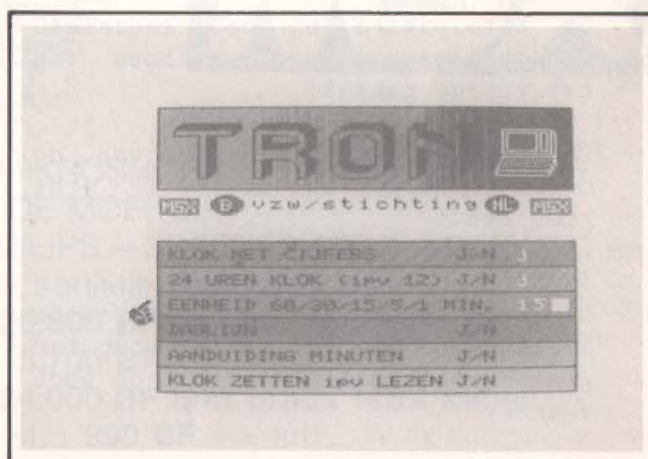 TRON
MSX B vzw/stichting NL MSX
KLOK MET CIJFERS J/N J
24 UREN KLOK (ipv 12) J/N J
EENHEID 60/30/15/5/1 MIN. 15
DAGLIJN J/N
AANDUIDING MINUTEN J/N
KLOK ZETTEN ipv LEZEN J/N